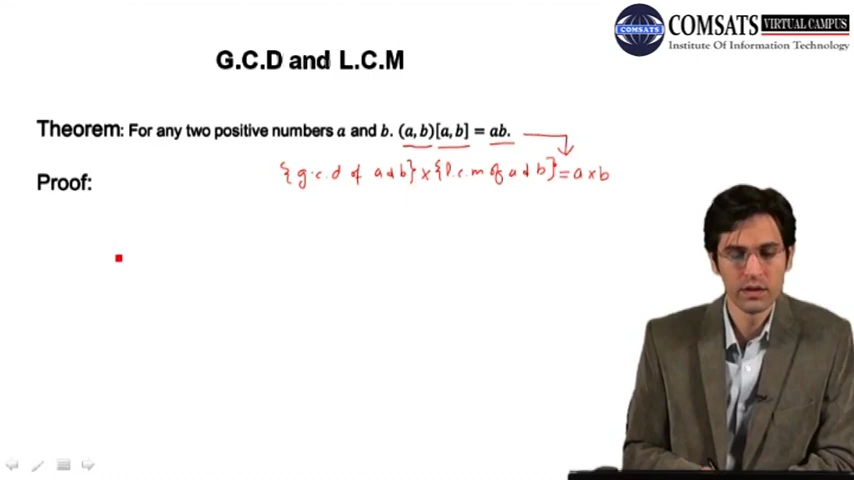 COMSATS VIRTUAL CAMPUS
COMSATS
Institute Of Information Technology
G.C.D and L.C.M
Theorem: For any two positive numbers a and b. (a, b)[a, b] = ab.
{g.c.d of a & b} × {l.c.m of a & b} = a × b
Proof: